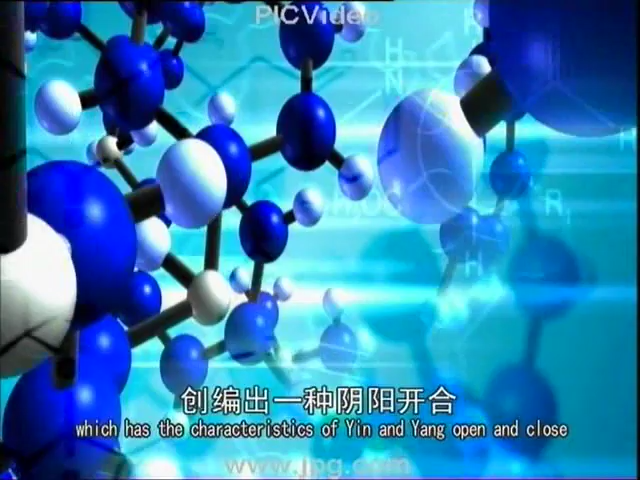 PICVideo
H
N
H
R
创编出一种阴阳开合
which has the characteristics of Yin and Yang open and close
www.jpg.com